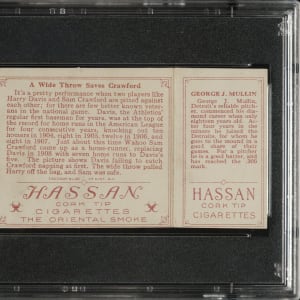 A Wide Throw Saves Crawford
It's a pretty performance when two players like
Harry Davis and Sam Crawford are pitted against
each other, for there are few better known veter-
ans in the national game. Davis, the Athletics'
regular first baseman for years, was at the top of
the record for home runs in the American League
for four consecutive years, knocking out ten
homers in 1904, eight in 1905, twelve in 1906, and
eight in 1907. Just about this time Wahoo Sam
Crawford came up as a home-runner, replacing
Davis in 1908 with seven home runs to Davis's
five. The picture shows Davis failing to catch
Crawford napping at first. The wide throw pulled
Harry off the bag, and Sam was safe.
HASSAN
CORK TIP
CIGARETTES
THE ORIENTAL SMOKE
GEORGE J. MULLIN
George J. Mullin,
Detroit's reliable pitch-
er, commenced his dia-
mond career when only
eighteen years old. Af-
ter four years in the
minors he joined the
Detroits, for whom he
goes to the mound in a
good share of their
games. For a pitcher
he is a good batter, and
has reached the
mark.
HASSAN
CORK TIP
CIGARETTES